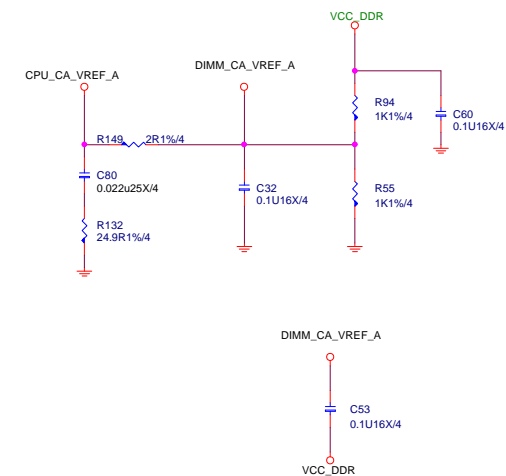 VCC_DDR
DIMM_CA_VREF_A
CPU_CA_VREF_A
R94
1K1%/4
C60
0.1U16X/4
R149
2R1%/4
C80
0.022u25X/4
C32
0.1U16X/4
R55
1K1%/4
R132
24.9R1%/4
DIMM_CA_VREF_A
C53
0.1U16X/4
VCC_DDR